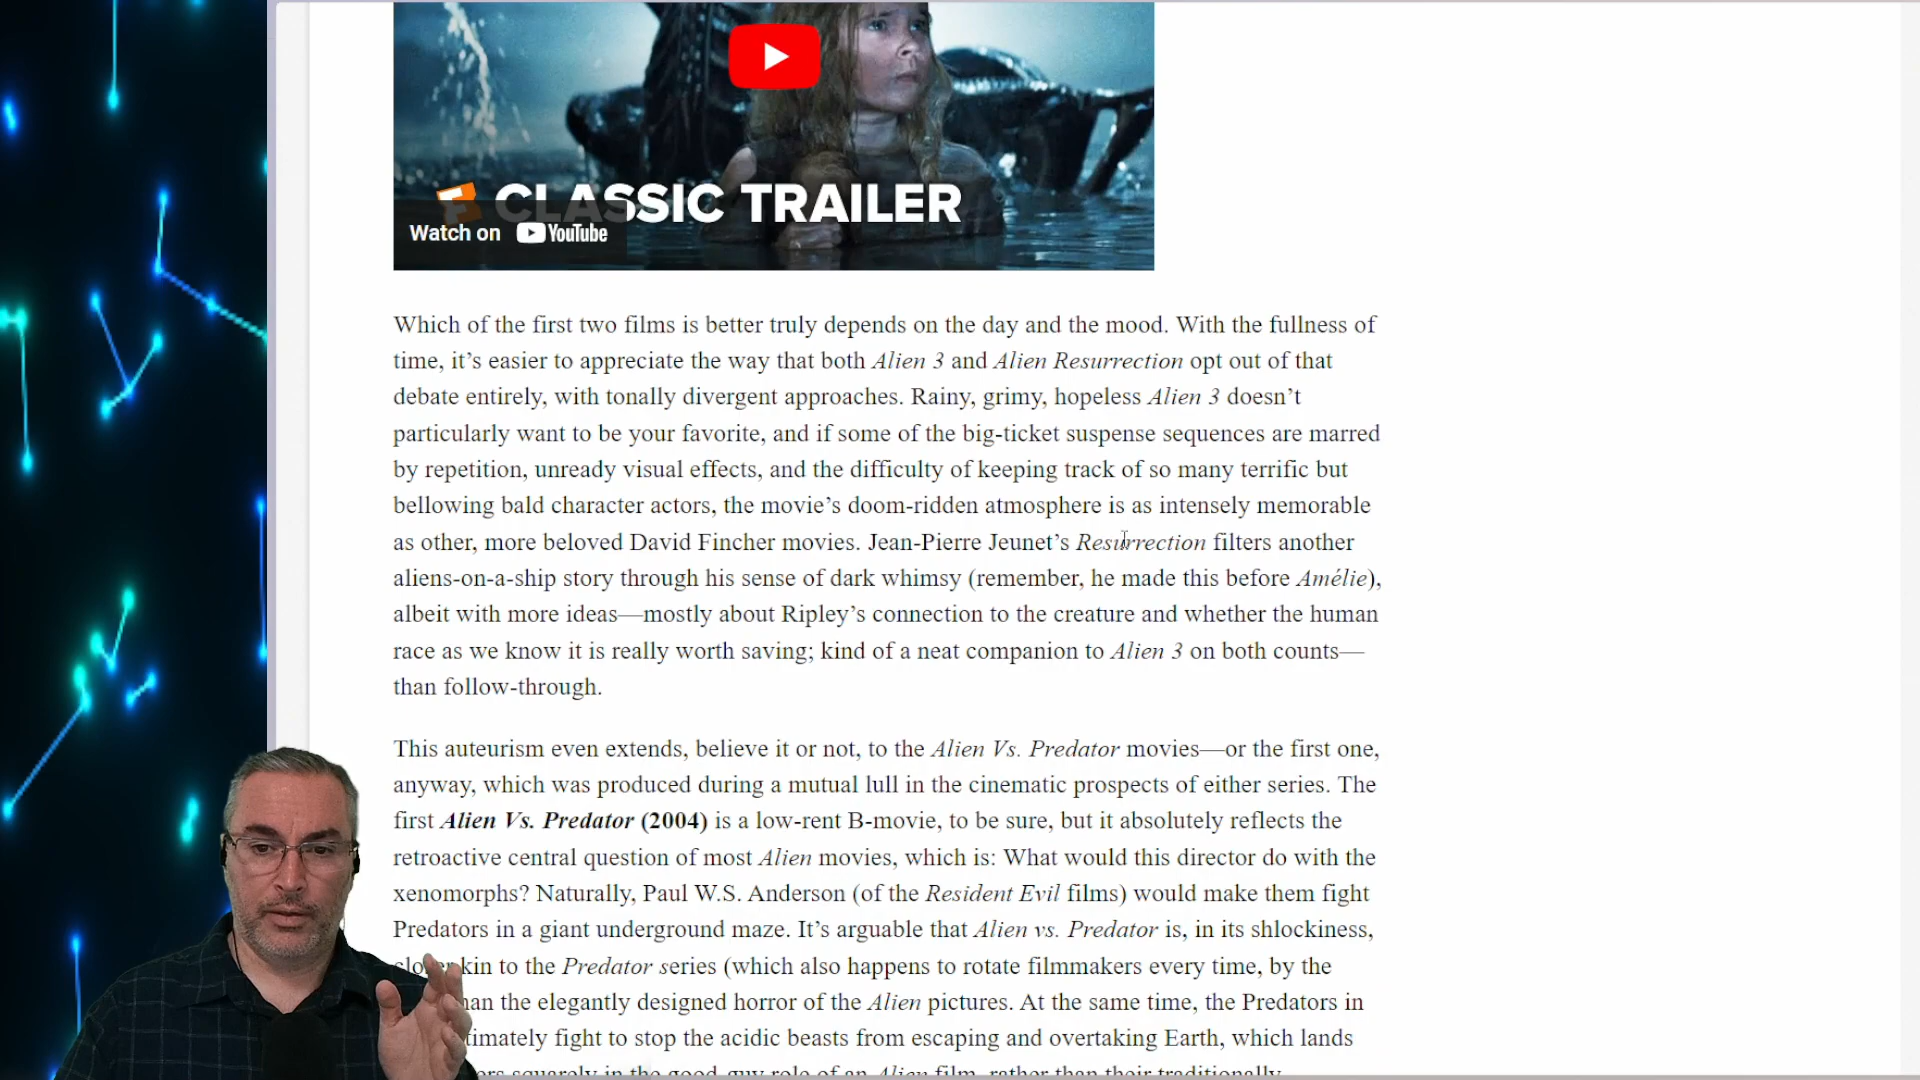 CLASSIC TRAILER
Watch on YouTube
Which of the first two films is better truly depends on the day and the mood. With the fullness of
time, it’s easier to appreciate the way that both Alien 3 and Alien Resurrection opt out of that
debate entirely, with tonally divergent approaches. Rainy, grimy, hopeless Alien 3 doesn’t
particularly want to be your favorite, and if some of the big-ticket suspense sequences are marred
by repetition, unready visual effects, and the difficulty of keeping track of so many terrific but
bellowing bald character actors, the movie’s doom-ridden atmosphere is as intensely memorable
as other, more beloved David Fincher movies. Jean-Pierre Jeunet’s Resurrection filters another
aliens-on-a-ship story through his sense of dark whimsy (remember, he made this before Amélie),
albeit with more ideas—mostly about Ripley’s connection to the creature and whether the human
race as we know it is really worth saving; kind of a neat companion to Alien 3 on both counts—
than follow-through.
This auteurism even extends, believe it or not, to the Alien Vs. Predator movies—or the first one,
anyway, which was produced during a mutual lull in the cinematic prospects of either series. The
first Alien Vs. Predator (2004) is a low-rent B-movie, to be sure, but it absolutely reflects the
retroactive central question of most Alien movies, which is: What would this director do with the
xenomorphs? Naturally, Paul W.S. Anderson (of the Resident Evil films) would make them fight
Predators in a giant underground maze. It’s arguable that Alien vs. Predator is, in its shlockiness,
kin to the Predator series (which also happens to rotate filmmakers every time, by the
the elegantly designed horror of the Alien pictures. At the same time, the Predators in
fight to stop the acidic beasts from escaping and overtaking Earth, which lands
squarely in the good-guy role of an Alien film, rather than their traditionally